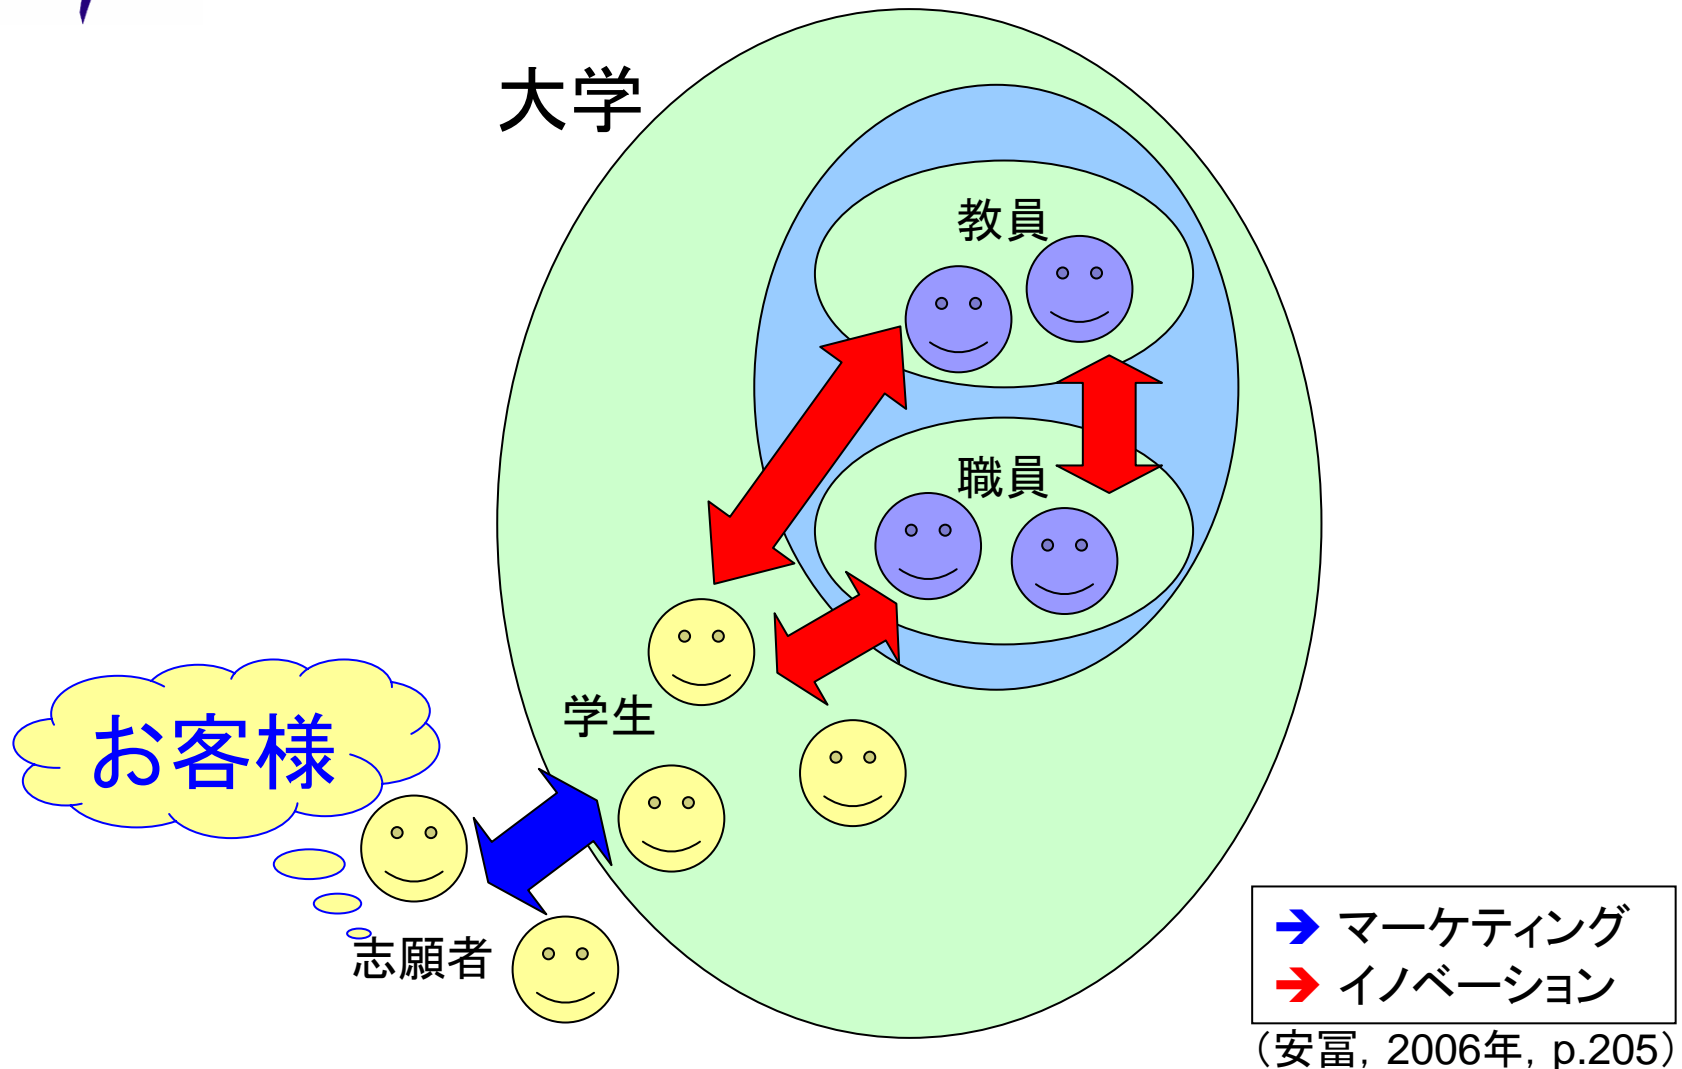 大学
教員
職員
学生
お客様
志願者
マーケティング
イノベーション
（安冨, 2006年, p.205）